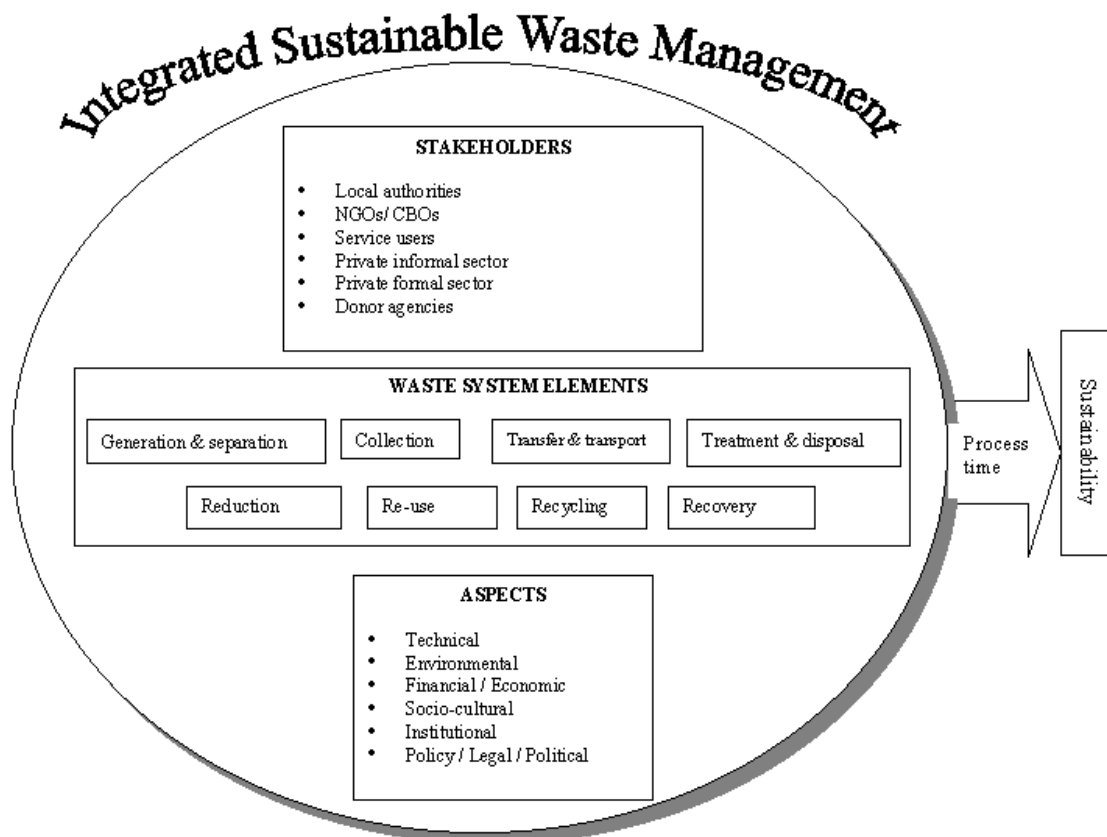 Integrated Sustainable Waste Management
STAKEHOLDERS
• Local authorities
• NGOs/ CBOs
• Service users
• Private informal sector
• Private formal sector
• Donor agencies
WASTE SYSTEM ELEMENTS
Generation & separation
Collection
Transfer & transport
Treatment & disposal
Reduction
Re-use
Recycling
Recovery
ASPECTS
• Technical
• Environmental
• Financial / Economic
• Socio-cultural
• Institutional
• Policy / Legal / Political
Process
time
Sustainability